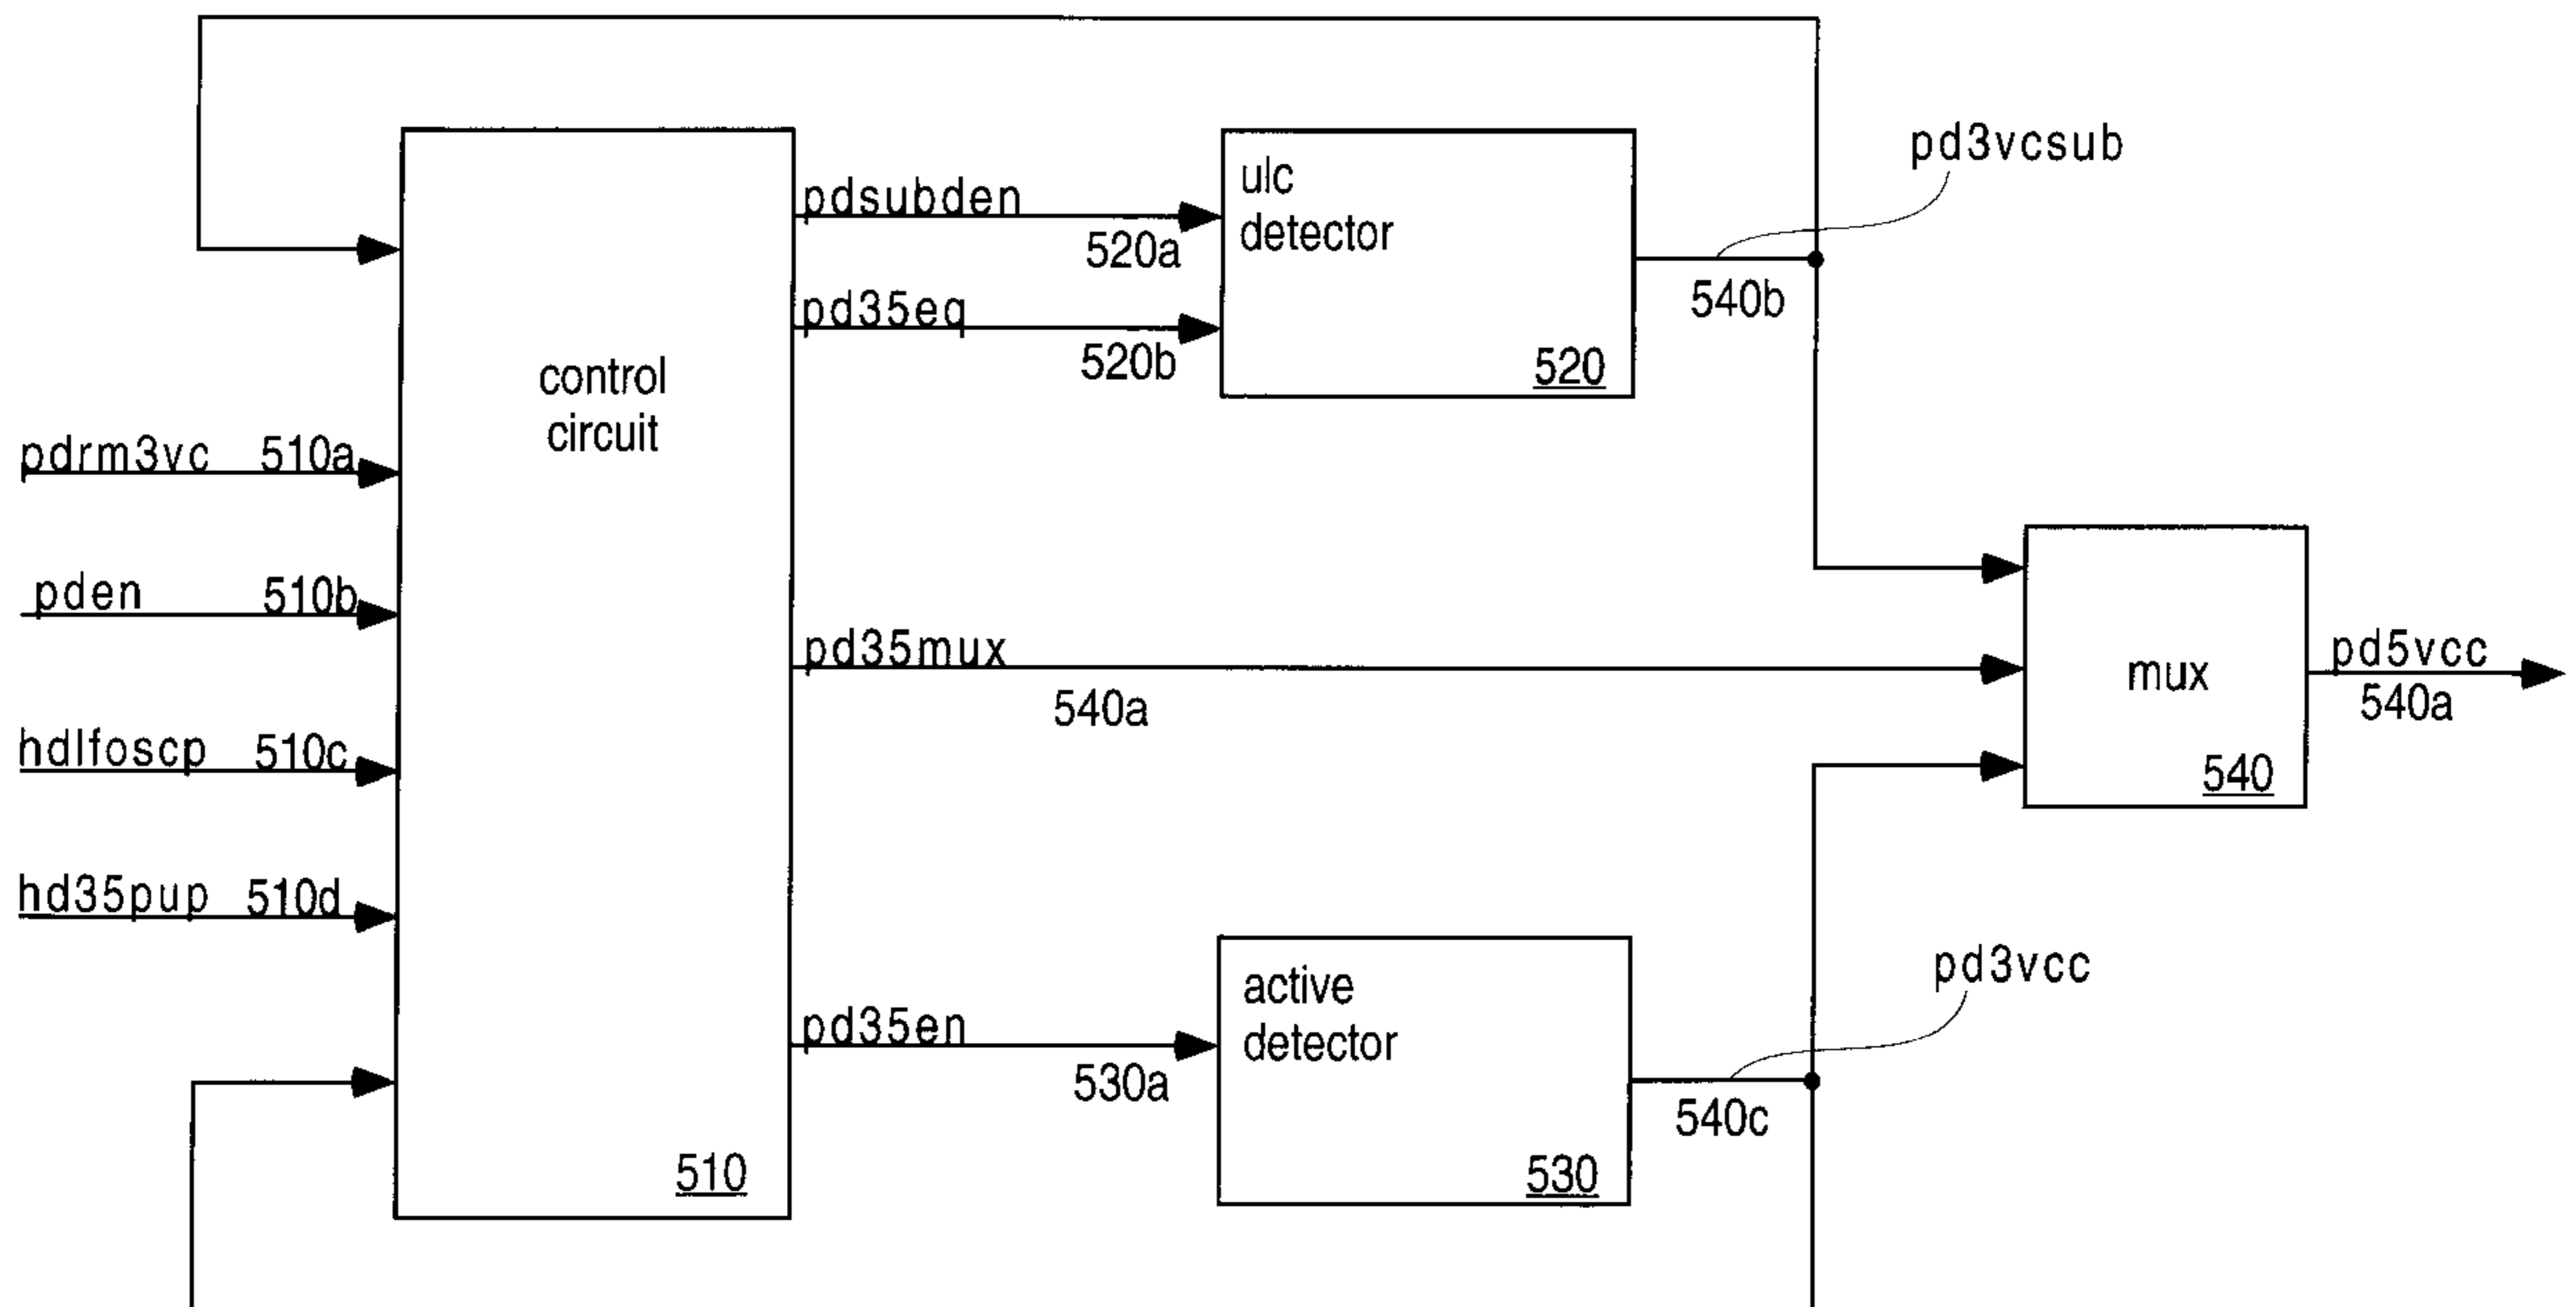 pd3vcsub
ulc
detector
pdsubden
520a
540b
pd35eq
520b
520
control
circuit
pdrm3vc 510a
pden 510b
pd35mux
540a
mux
pd5vcc
540a
hdlfoscp 510c
540
hd35pup 510d
pd3vcc
active
detector
pd35en
530a
540c
510
530